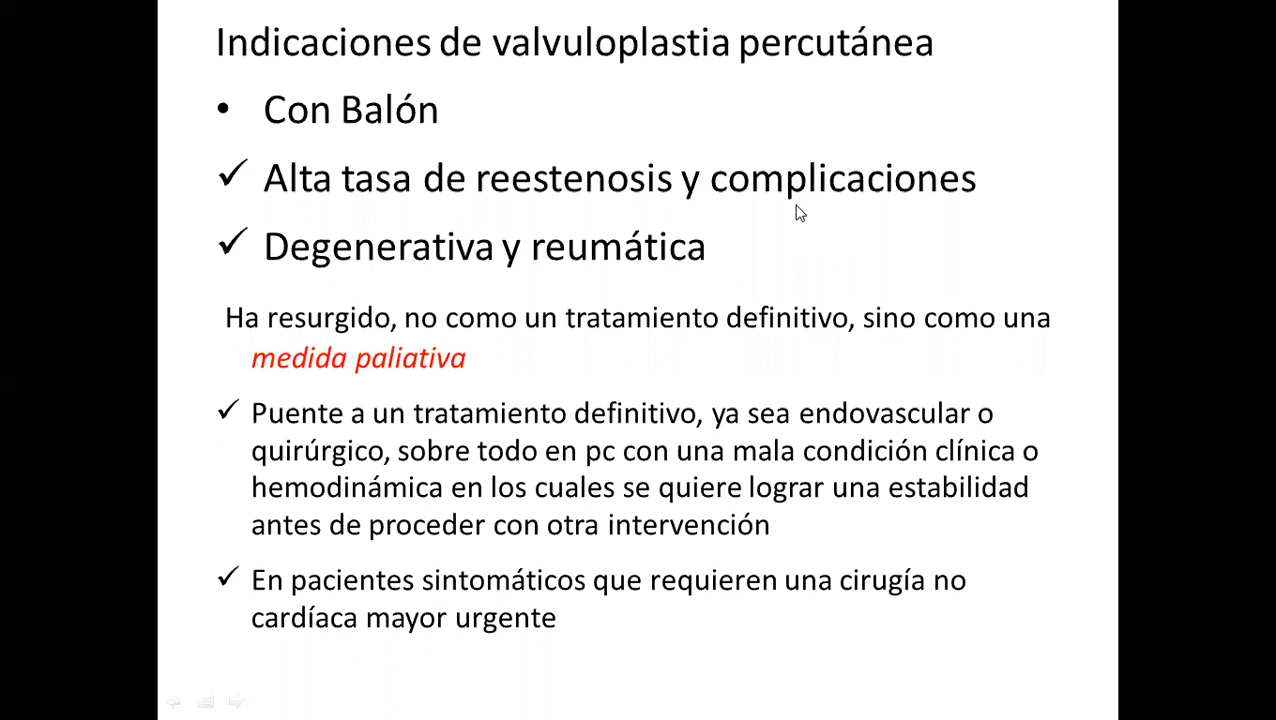 Indicaciones de valvuloplastia percutánea
• Con Balón
✓ Alta tasa de reestenosis y complicaciones
✓ Degenerativa y reumática
Ha resurgido, no como un tratamiento definitivo, sino como una
medida paliativa
✓ Puente a un tratamiento definitivo, ya sea endovascular o
quirúrgico, sobre todo en pc con una mala condición clínica o
hemodinámica en los cuales se quiere lograr una estabilidad
antes de proceder con otra intervención
✓ En pacientes sintomáticos que requieren una cirugía no
cardíaca mayor urgente